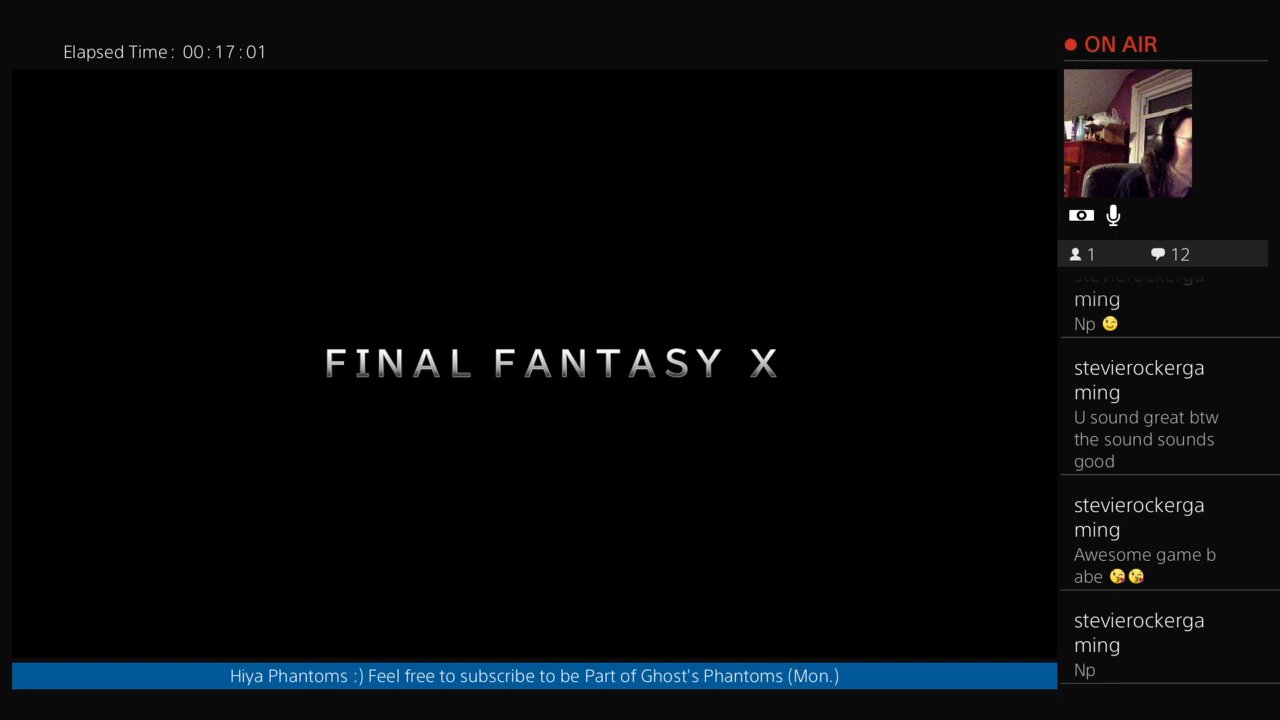 Elapsed Time: 00:17:01
ON AIR
1 12
stevierockerga
ming
Np 😉
stevierockerga
ming
U sound great btw
the sound sounds
good
stevierockerga
ming
Awesome game b
abe 😘😘
stevierockerga
ming
Np
FINAL FANTASY X
Hiya Phantoms :) Feel free to subscribe to be Part of Ghost's Phantoms (Mon.)